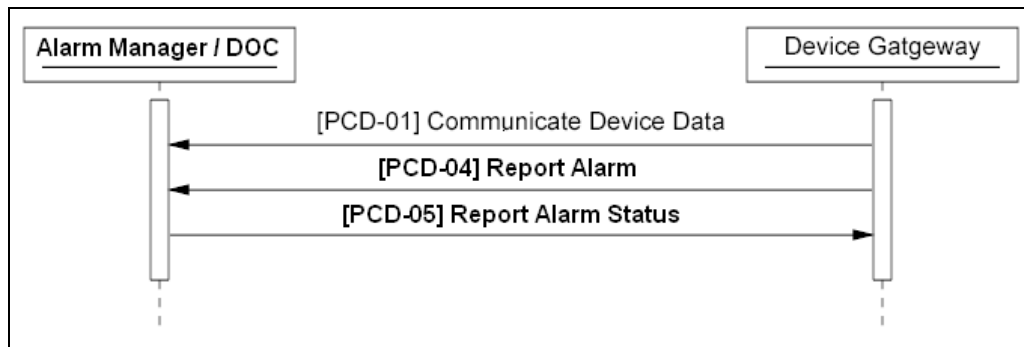 Alarm Manager / DOC
Device Gatgeway
[PCD-01] Communicate Device Data
[PCD-04] Report Alarm
[PCD-05] Report Alarm Status